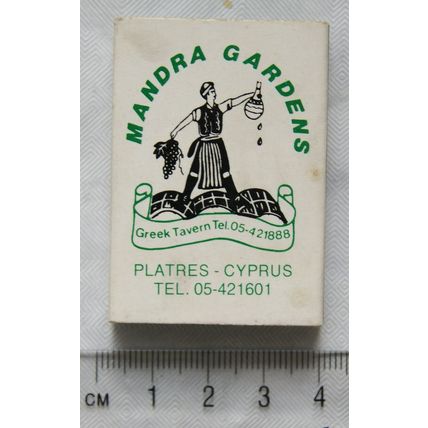 MANDRA GARDENS
Greek Tavern Tel. 05-421888
PLATRES - CYPRUS
TEL. 05-421601
CM 1 2 3 4